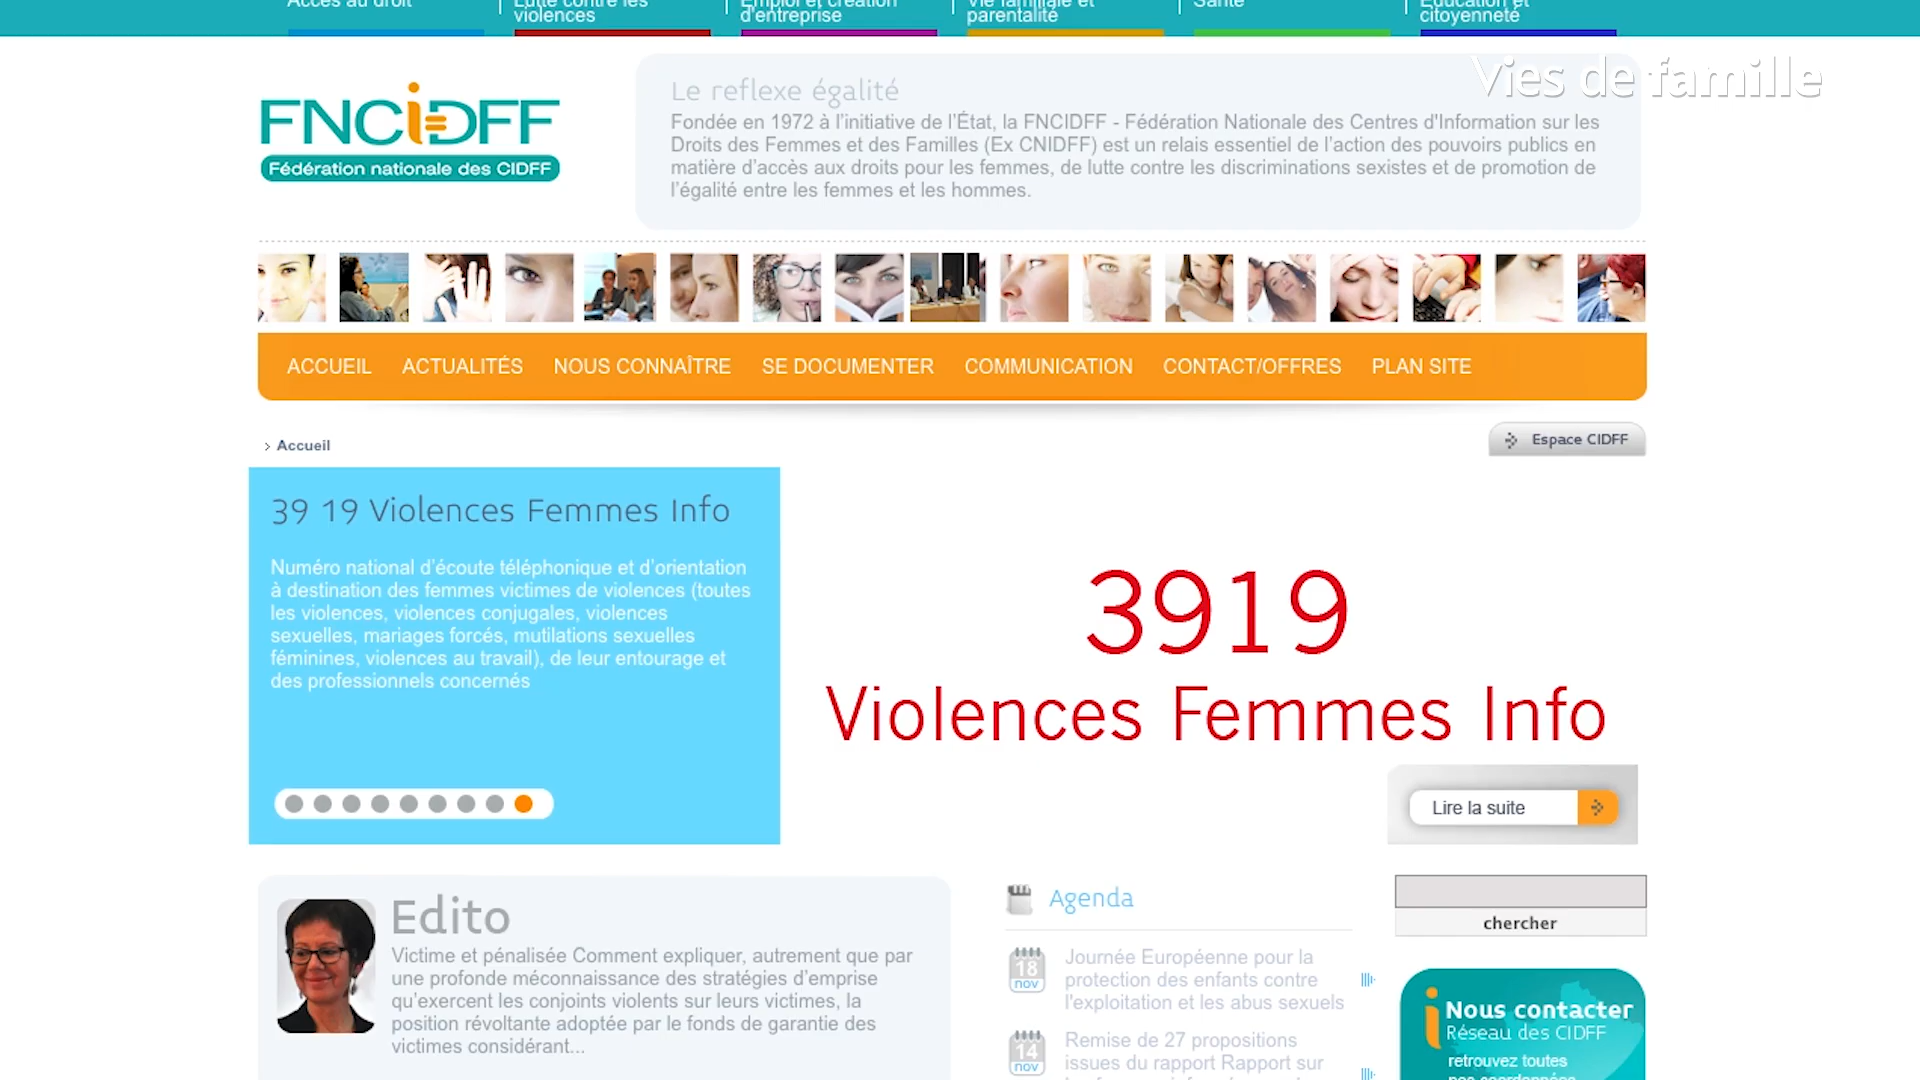 Accès au droit
Lutte contre les
violences
Emploi et création
d'entreprise
Vie familiale et
parentalité
Santé
Education et
citoyenneté
Vies de famille
FNCiDFF
Fédération nationale des CIDFF
Le reflexe égalité
Fondée en 1972 à l'initiative de l'État, la FNCIDFF - Fédération Nationale des Centres d'Information sur les
Droits des Femmes et des Familles (Ex CNIDFF) est un relais essentiel de l'action des pouvoirs publics en
matière d'accès aux droits pour les femmes, de lutte contre les discriminations sexistes et de promotion de
l'égalité entre les femmes et les hommes.
ACCUEIL ACTUALITÉS NOUS CONNAÎTRE SE DOCUMENTER COMMUNICATION CONTACT/OFFRES PLAN SITE
> Accueil
Espace CIDFF
39 19 Violences Femmes Info
Numéro national d'écoute téléphonique et d'orientation
à destination des femmes victimes de violences (toutes
les violences, violences conjugales, violences
sexuelles, mariages forcés, mutilations sexuelles
féminines, violences au travail), de leur entourage et
des professionnels concernés
3919
Violences Femmes Info
Lire la suite
Edito
Victime et pénalisée Comment expliquer, autrement que par
une profonde méconnaissance des stratégies d'emprise
qu'exercent les conjoints violents sur leurs victimes, la
position révoltante adoptée par le fonds de garantie des
victimes considérant...
Agenda
18
nov
Journée Européenne pour la
protection des enfants contre
l'exploitation et les abus sexuels
14
nov
Remise de 27 propositions
issues du rapport Rapport sur
chercher
Nous contacter
Réseau des CIDFF
retrouvez toutes
nos coordonnées